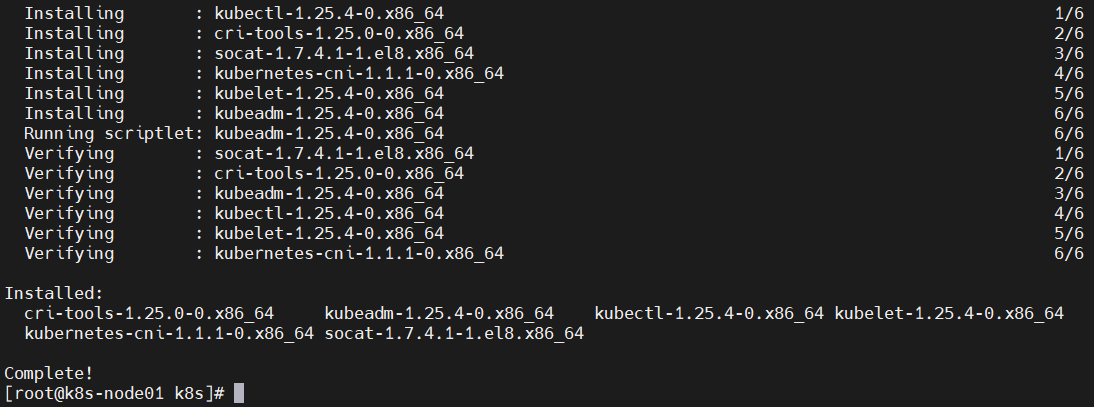 Installing       : kubectl-1.25.4-0.x86_64 1/6
Installing       : cri-tools-1.25.0-0.x86_64 2/6
Installing       : socat-1.7.4.1-1.el8.x86_64 3/6
Installing       : kubernetes-cni-1.1.1-0.x86_64 4/6
Installing       : kubelet-1.25.4-0.x86_64 5/6
Installing       : kubeadm-1.25.4-0.x86_64 6/6
Running scriptlet: kubeadm-1.25.4-0.x86_64 6/6
Verifying        : socat-1.7.4.1-1.el8.x86_64 1/6
Verifying        : cri-tools-1.25.0-0.x86_64 2/6
Verifying        : kubeadm-1.25.4-0.x86_64 3/6
Verifying        : kubectl-1.25.4-0.x86_64 4/6
Verifying        : kubelet-1.25.4-0.x86_64 5/6
Verifying        : kubernetes-cni-1.1.1-0.x86_64 6/6
Installed:
cri-tools-1.25.0-0.x86_64     kubeadm-1.25.4-0.x86_64    kubectl-1.25.4-0.x86_64 kubelet-1.25.4-0.x86_64
kubernetes-cni-1.1.1-0.x86_64 socat-1.7.4.1-1.el8.x86_64
Complete!
[root@k8s-node01 k8s]#